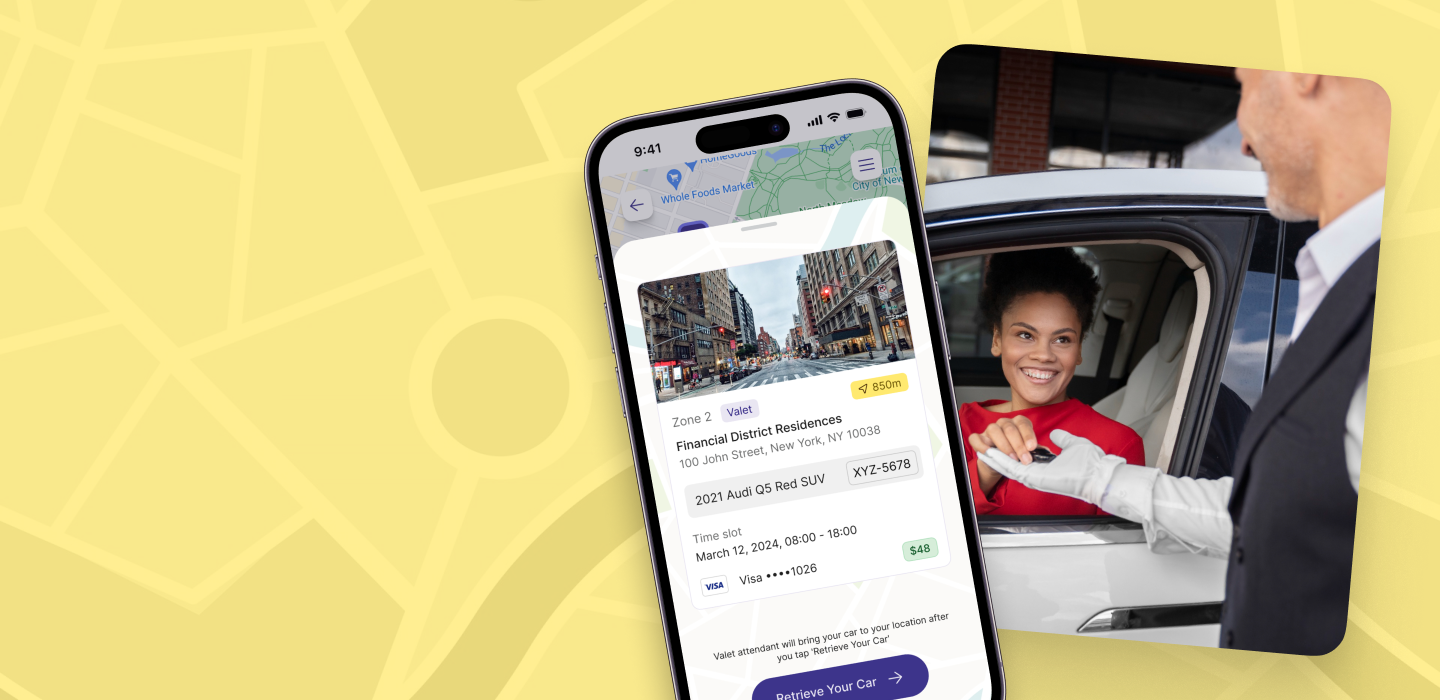 9:41
HomeGoods
Whole Foods Market
City of New
Zone 2
Valet
850m
Financial District Residences
100 John Street, New York, NY 10038
2021 Audi Q5 Red SUV
XYZ-5678
Time slot
March 12, 2024, 08:00 - 18:00
VISA
Visa ••••1026
$48
Valet attendant will bring your car to your location after
you tap 'Retrieve Your Car'
Retrieve Your Car